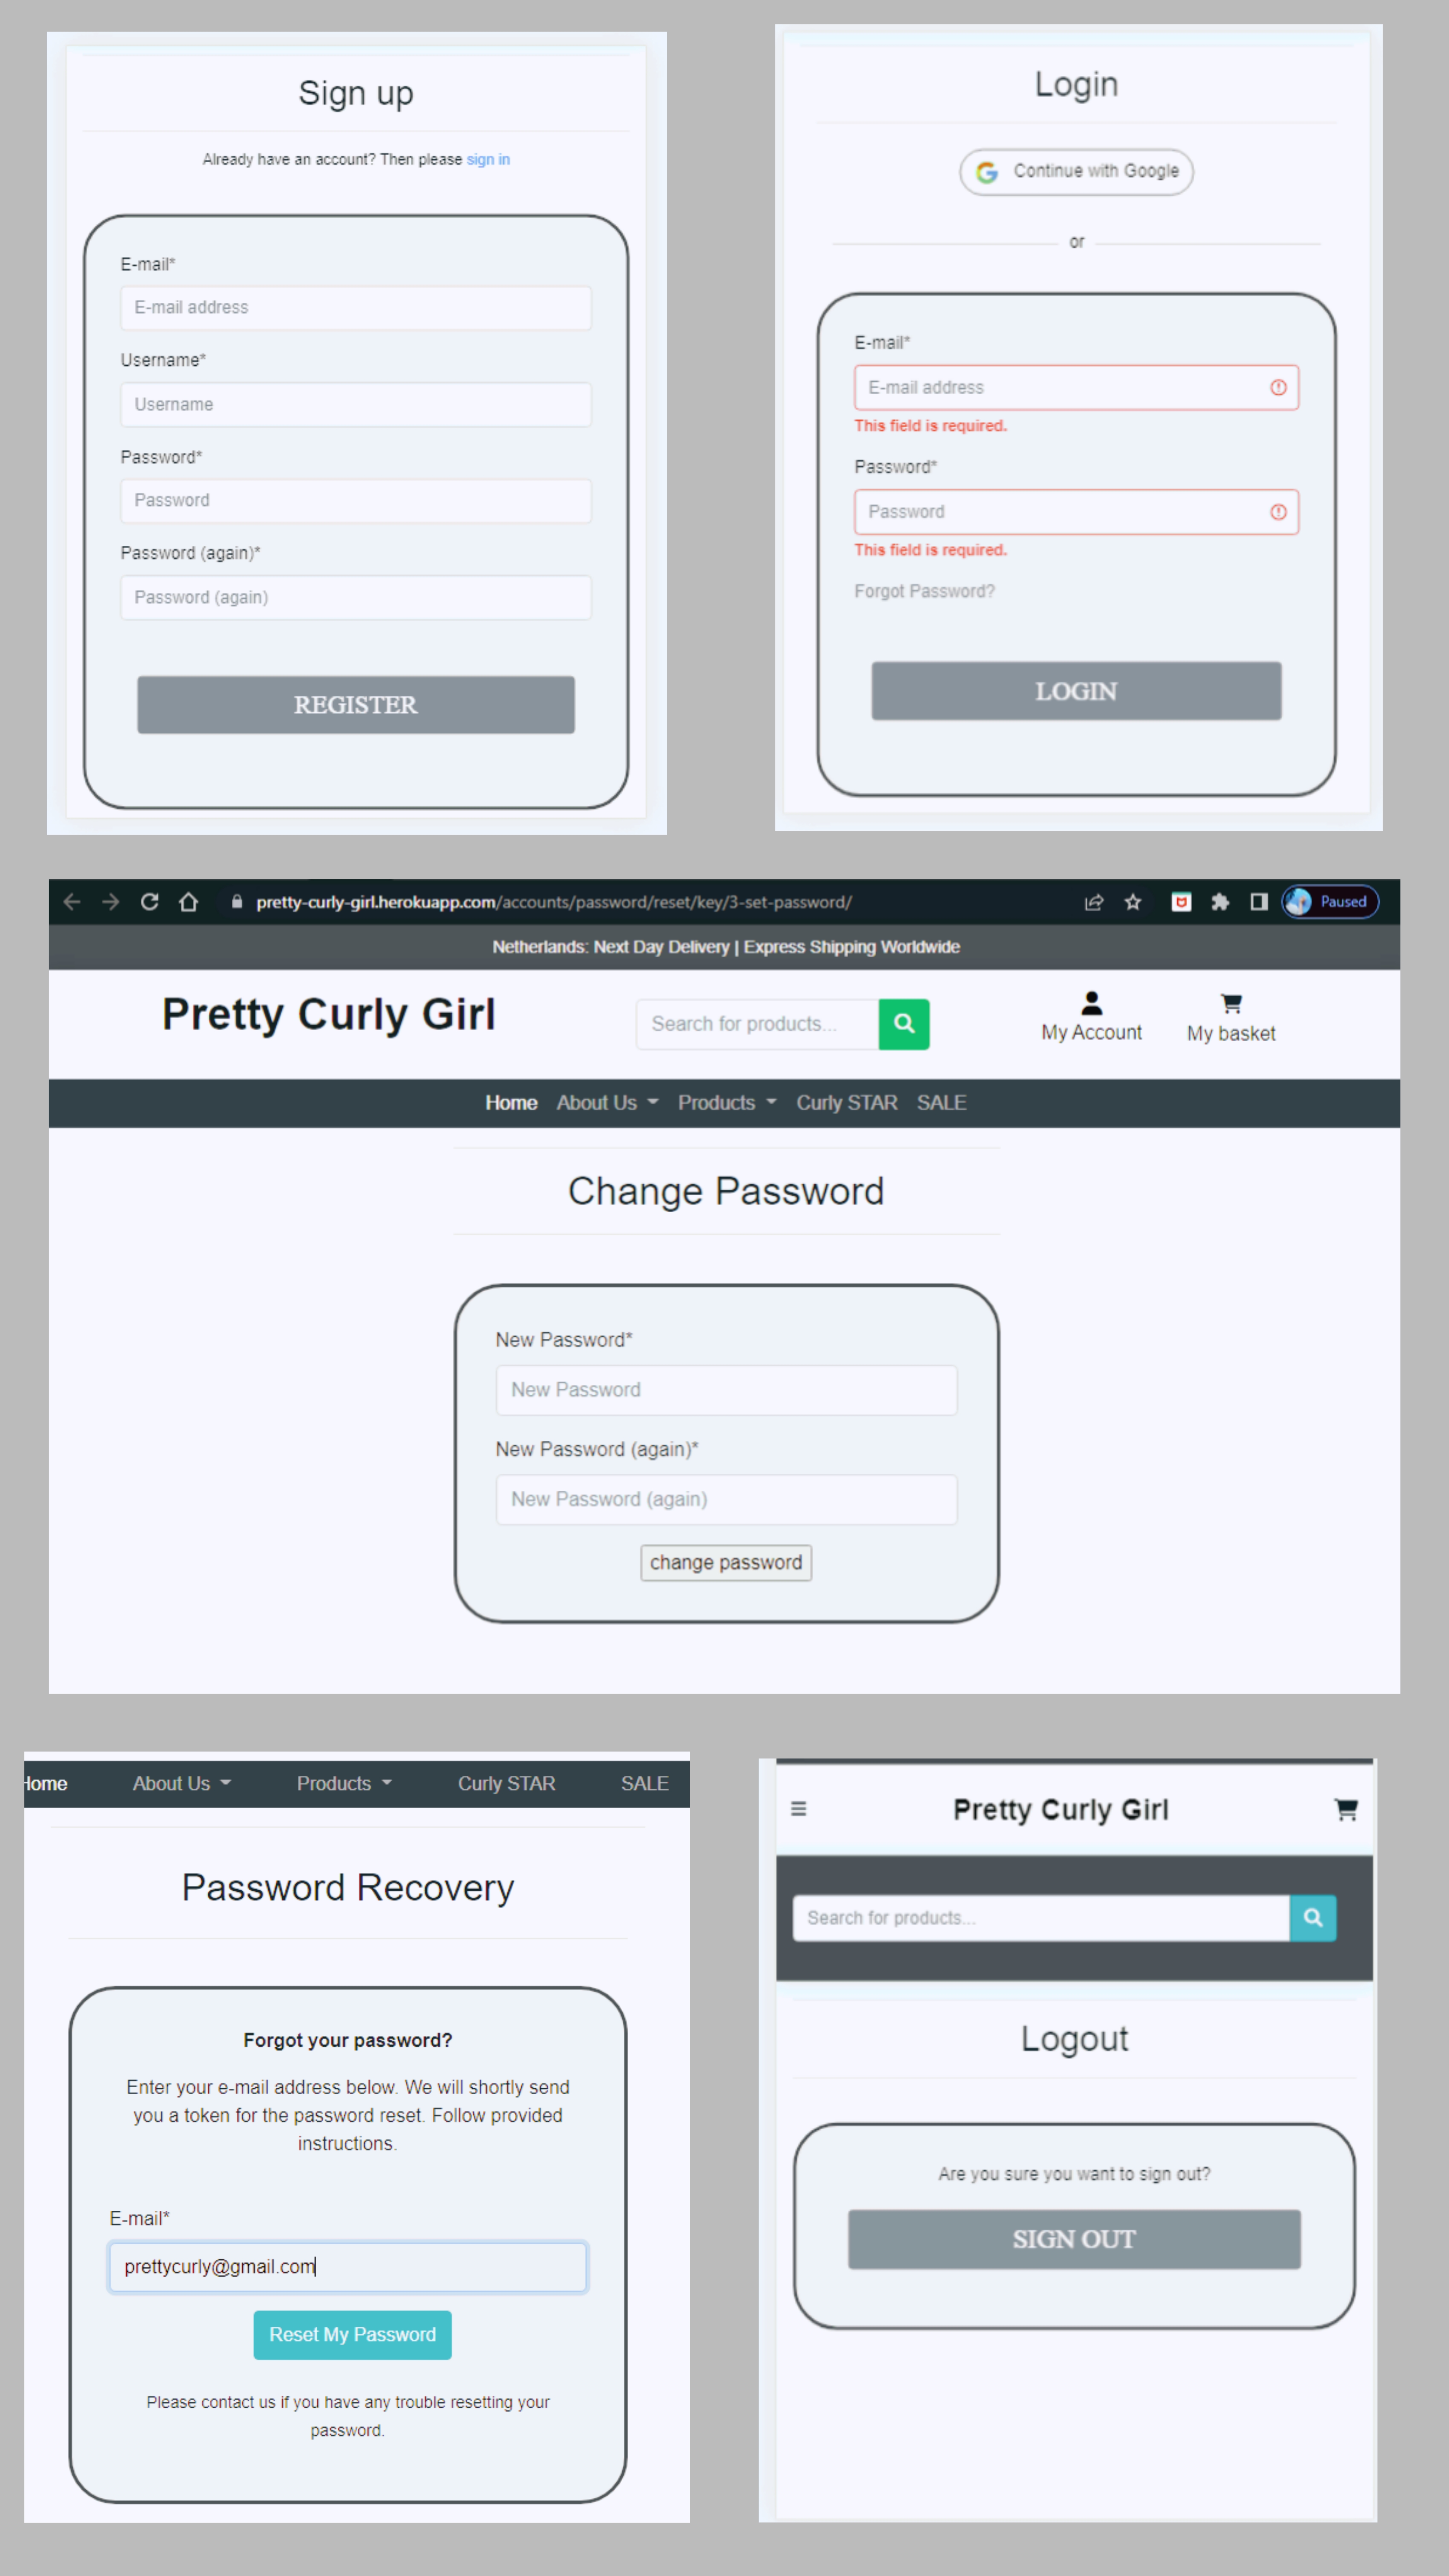 Sign up
Already have an account? Then please sign in
E-mail*
E-mail address
Username*
Username
Password*
Password
Password (again)*
Password (again)
REGISTER
Login
Continue with Google
or
E-mail*
E-mail address
This field is required.
Password*
Password
This field is required.
Forgot Password?
LOGIN
pretty-curly-girl.herokuapp.com/accounts/password/reset/key/3-set-password/
Paused
Netherlands: Next Day Delivery | Express Shipping Worldwide
Pretty Curly Girl
Search for products...
My Account
My basket
Home About Us Products Curly STAR SALE
Change Password
New Password*
New Password
New Password (again)*
New Password (again)
change password
Home About Us Products Curly STAR SALE
Password Recovery
Forgot your password?
Enter your e-mail address below. We will shortly send
you a token for the password reset. Follow provided
instructions.
E-mail*
prettycurly@gmail.com
Reset My Password
Please contact us if you have any trouble resetting your
password.
Pretty Curly Girl
Search for products...
Logout
Are you sure you want to sign out?
SIGN OUT